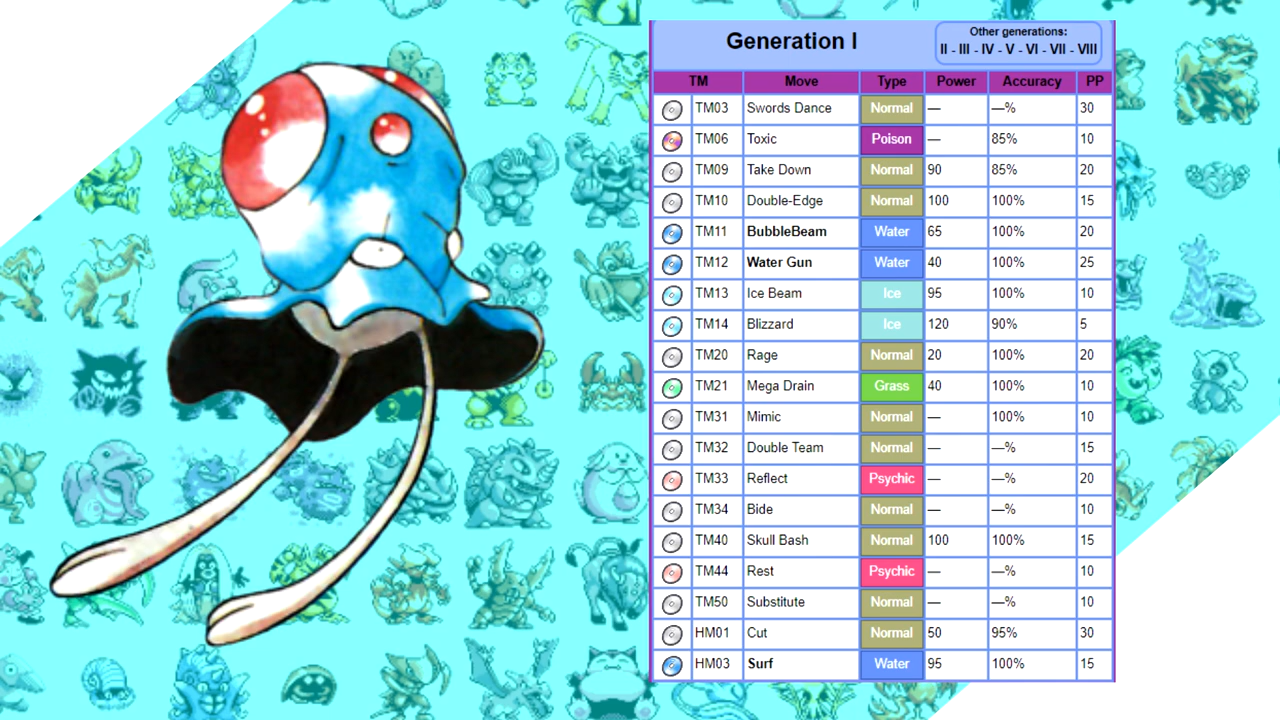 Generation I
Other generations:
II - III - IV - V - VI - VII - VIII
TM Move Type Power Accuracy PP
TM03 Swords Dance Normal — —% 30
TM06 Toxic Poison — 85% 10
TM09 Take Down Normal 90 85% 20
TM10 Double-Edge Normal 100 100% 15
TM11 BubbleBeam Water 65 100% 20
TM12 Water Gun Water 40 100% 25
TM13 Ice Beam Ice 95 100% 10
TM14 Blizzard Ice 120 90% 5
TM20 Rage Normal 20 100% 20
TM21 Mega Drain Grass 40 100% 10
TM31 Mimic Normal — 100% 10
TM32 Double Team Normal — —% 15
TM33 Reflect Psychic — —% 20
TM34 Bide Normal — —% 10
TM40 Skull Bash Normal 100 100% 15
TM44 Rest Psychic — —% 10
TM50 Substitute Normal — —% 10
HM01 Cut Normal 50 95% 30
HM03 Surf Water 95 100% 15